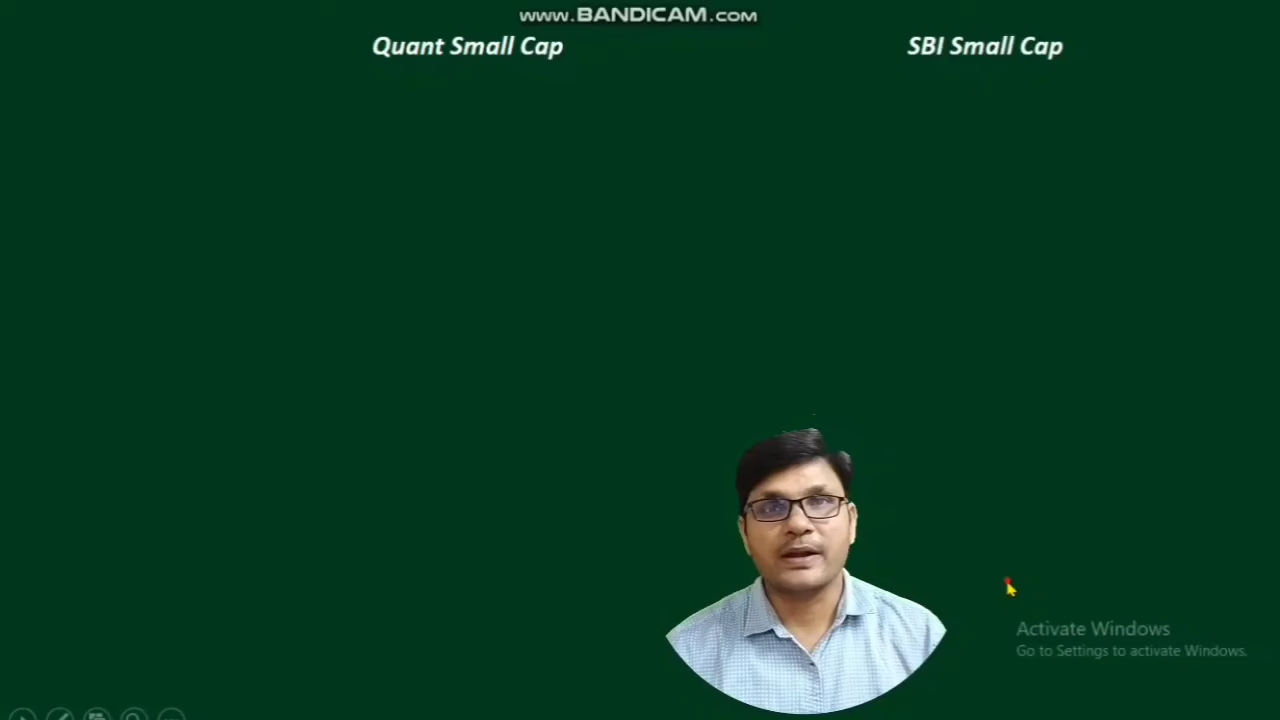 www.BANDICAM.com
Quant Small Cap
SBI Small Cap
Activate Windows
Go to Settings to activate Windows.